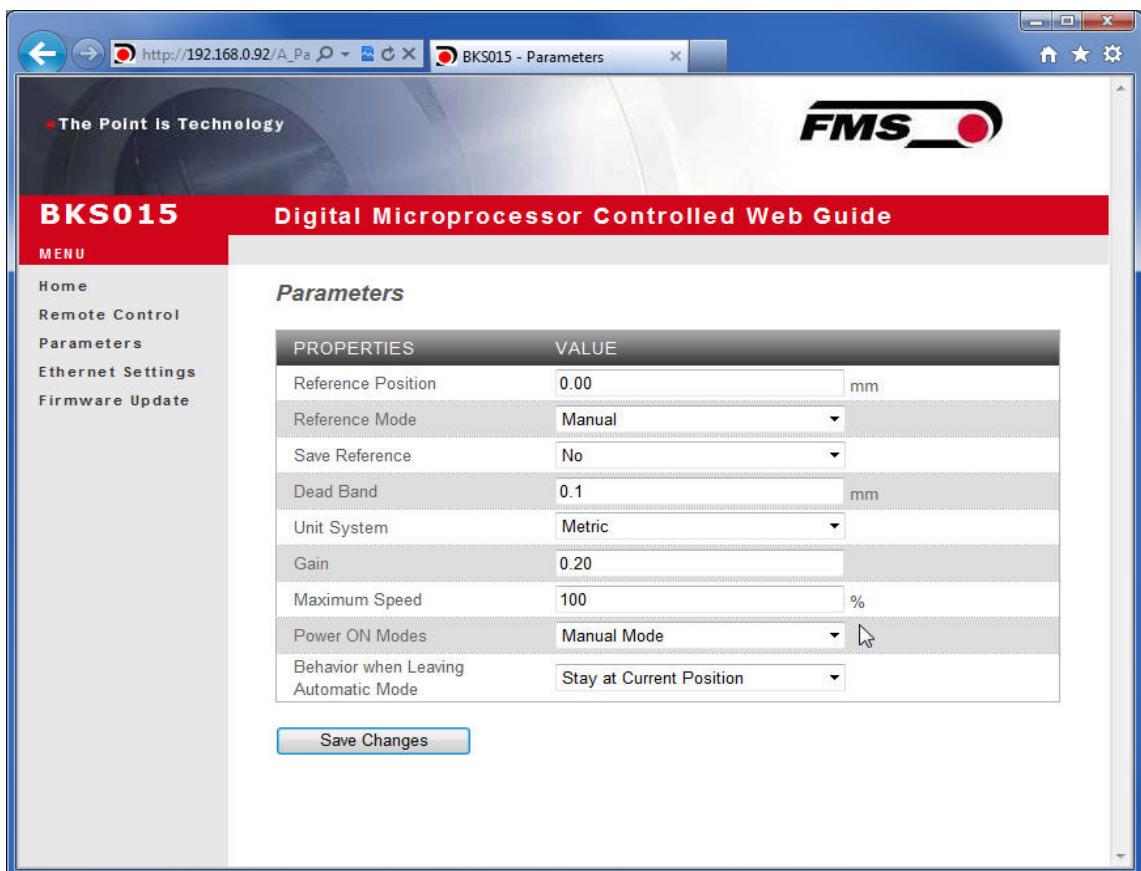 http://192.168.0.92/A_Pa
BKS015 - Parameters
The Point is Technology
FMS
BKS015
Digital Microprocessor Controlled Web Guide
MENU
Home
Remote Control
Parameters
Ethernet Settings
Firmware Update
Parameters
PROPERTIES VALUE
Reference Position 0.00 mm
Reference Mode Manual
Save Reference No
Dead Band 0.1 mm
Unit System Metric
Gain 0.20
Maximum Speed 100 %
Power ON Modes Manual Mode
Behavior when Leaving
Automatic Mode Stay at Current Position
Save Changes